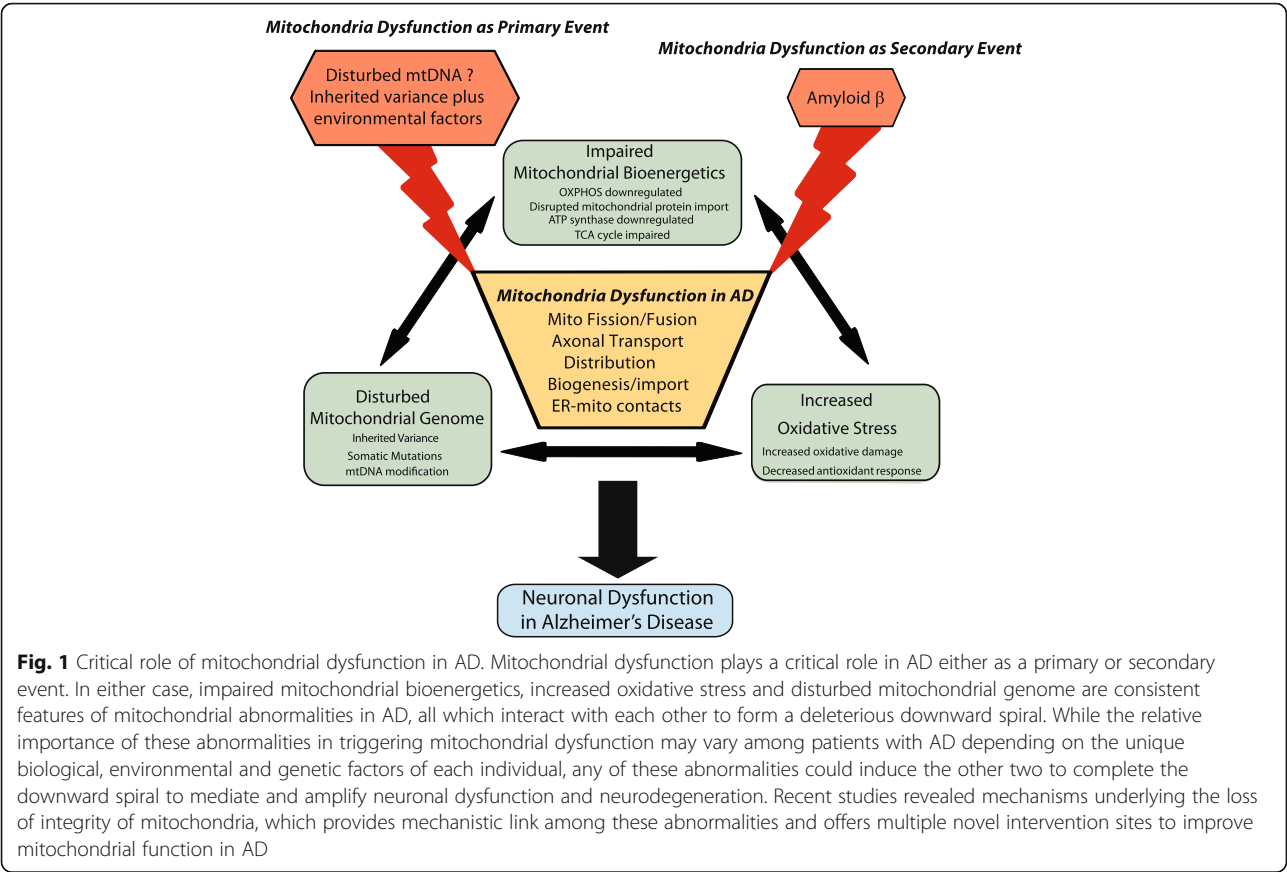 Mitochondria Dysfunction as Primary Event
Mitochondria Dysfunction as Secondary Event
Disturbed mtDNA ?
Inherited variance plus
environmental factors
Amyloid β
Impaired
Mitochondrial Bioenergetics
OXPHOS downregulated
Disrupted mitochondrial protein import
ATP synthase downregulated
TCA cycle impaired
Mitochondria Dysfunction in AD
Mito Fission/Fusion
Axonal Transport
Distribution
Biogenesis/import
ER-mito contacts
Disturbed
Mitochondrial Genome
Inherited Variance
Somatic Mutations
mtDNA modification
Increased
Oxidative Stress
Increased oxidative damage
Decreased antioxidant response
Neuronal Dysfunction
in Alzheimer’s Disease
Fig. 1 Critical role of mitochondrial dysfunction in AD. Mitochondrial dysfunction plays a critical role in AD either as a primary or secondary
event. In either case, impaired mitochondrial bioenergetics, increased oxidative stress and disturbed mitochondrial genome are consistent
features of mitochondrial abnormalities in AD, all which interact with each other to form a deleterious downward spiral. While the relative
importance of these abnormalities in triggering mitochondrial dysfunction may vary among patients with AD depending on the unique
biological, environmental and genetic factors of each individual, any of these abnormalities could induce the other two to complete the
downward spiral to mediate and amplify neuronal dysfunction and neurodegeneration. Recent studies revealed mechanisms underlying the loss
of integrity of mitochondria, which provides mechanistic link among these abnormalities and offers multiple novel intervention sites to improve
mitochondrial function in AD